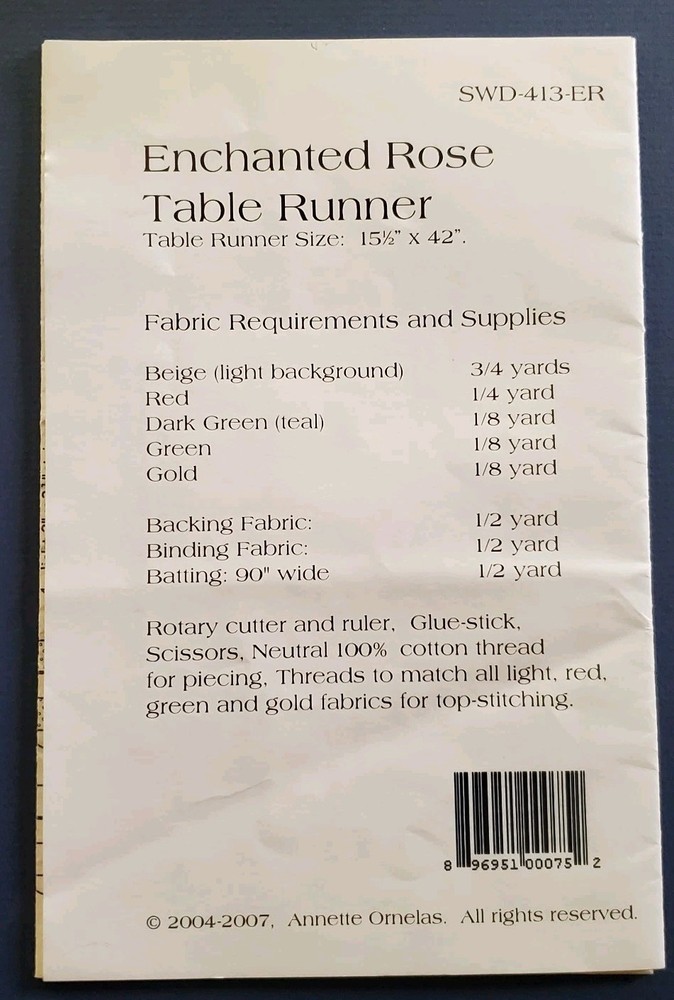 SWD-413-ER
Enchanted Rose
Table Runner
Table Runner Size: 15½" x 42".
Fabric Requirements and Supplies
Beige (light background) 3/4 yards
Red 1/4 yard
Dark Green (teal) 1/8 yard
Green 1/8 yard
Gold 1/8 yard
Backing Fabric: 1/2 yard
Binding Fabric: 1/2 yard
Batting: 90" wide 1/2 yard
Rotary cutter and ruler, Glue-stick,
Scissors, Neutral 100% cotton thread
for piecing, Threads to match all light, red,
green and gold fabrics for top-stitching.
8 96951 00075 2
© 2004-2007, Annette Ornelas. All rights reserved.